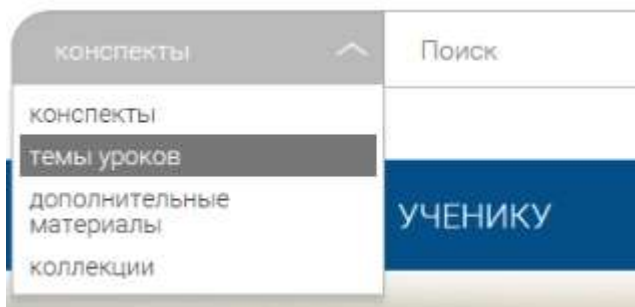 конспекты
Поиск
конспекты
темы уроков
дополнительные
материалы
коллекции
УЧЕНИКУ